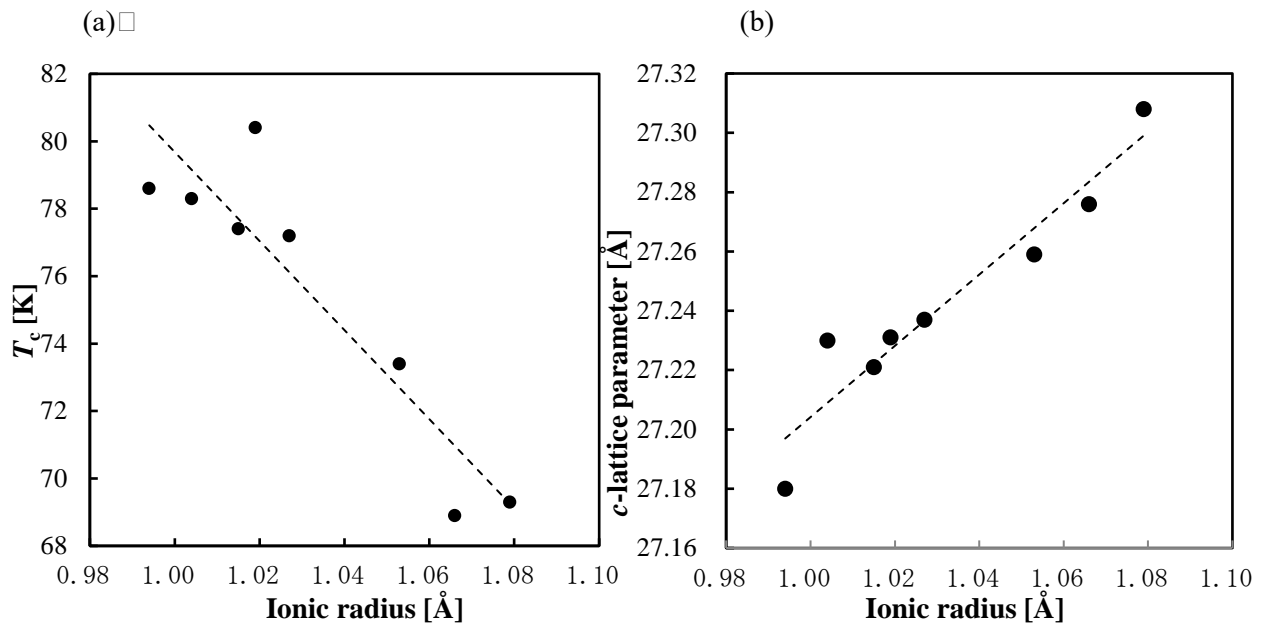 (a)□
(b)
82
80
78
76
74
72
70
68
T_c [K]
0.98 1.00 1.02 1.04 1.06 1.08 1.10
Ionic radius [Å]
27.32
27.30
27.28
27.26
27.24
27.22
27.20
27.18
27.16
c-lattice parameter [Å]
0.98 1.00 1.02 1.04 1.06 1.08 1.10
Ionic radius [Å]